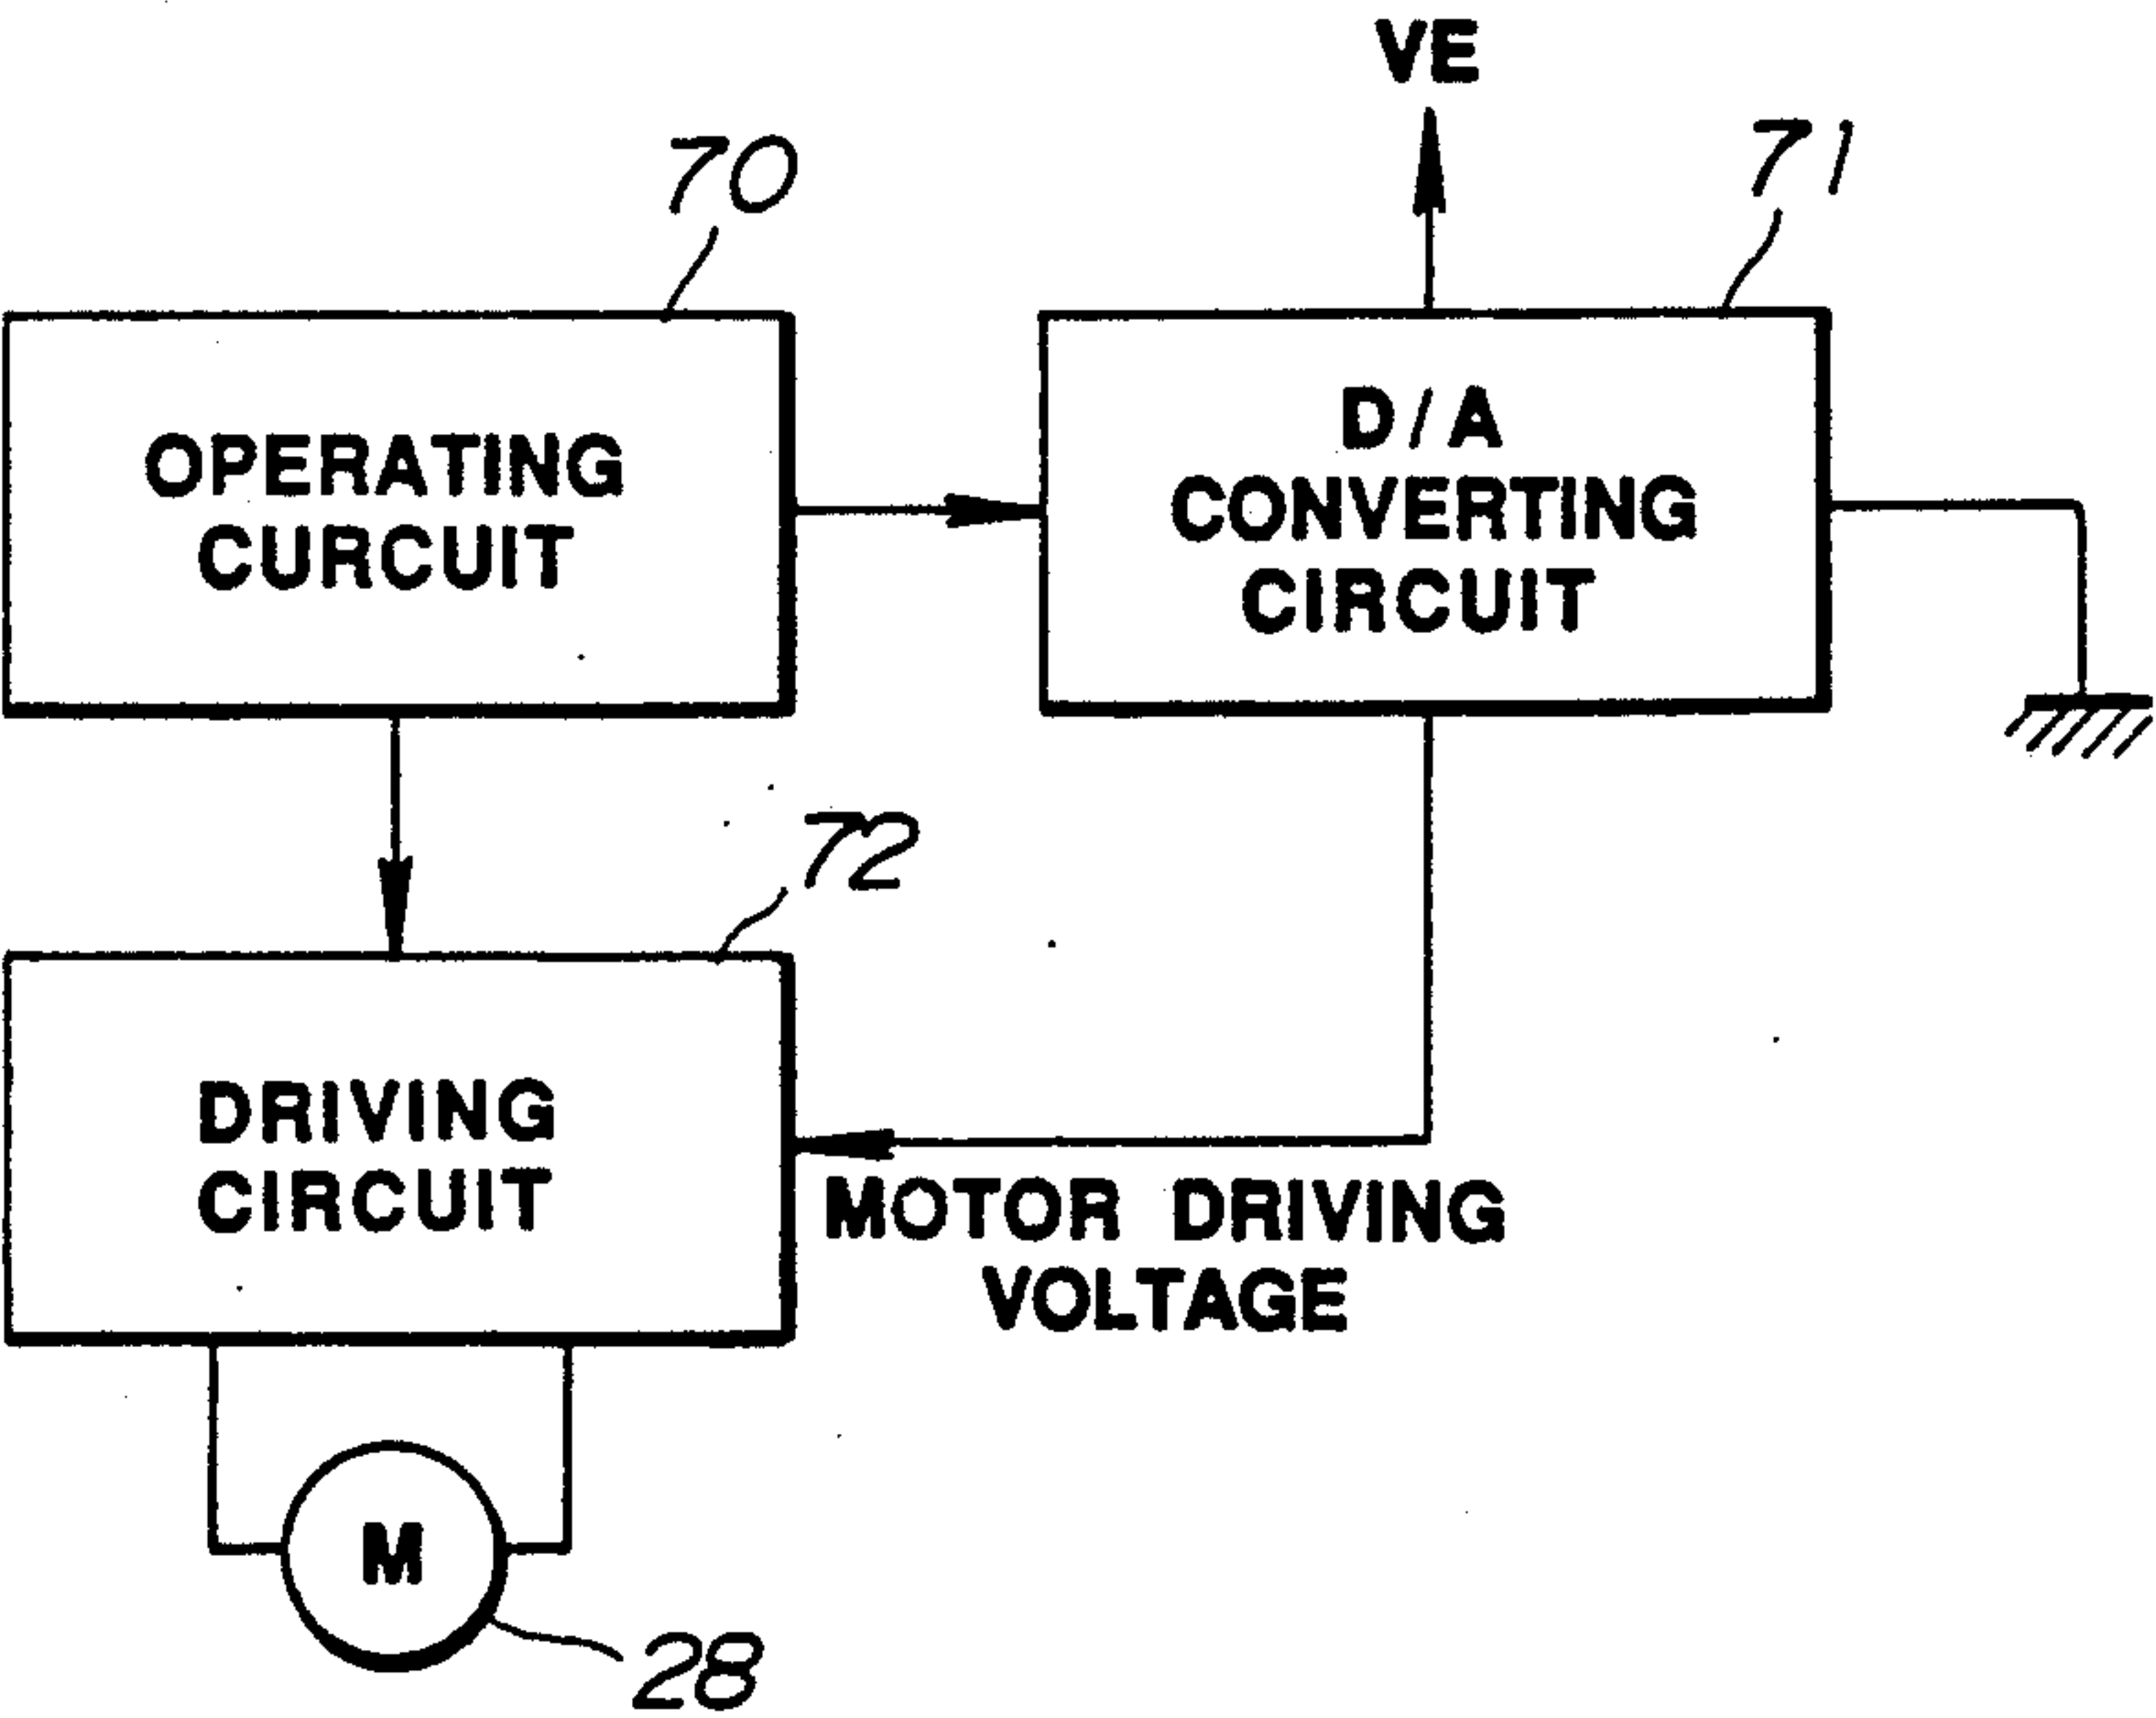 VE
70
71
OPERATING
CURCUIT
D/A
CONVERTING
CIRCUIT
72
DRIVING
CIRCUIT
MOTOR DRIVING
VOLTAGE
M
28